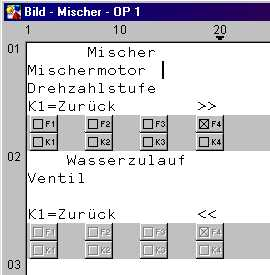 Bild - Mischer - OP 1
1 10 20
01
Mischer
Mischermotor
Drehzahlstufe
K1=Zurück >>
F1 F2 F3 F4
K1 K2 K3 K4
02
Wasserzulauf
Ventil
K1=Zurück <<
F1 F2 F3 F4
K1 K2 K3 K4
03